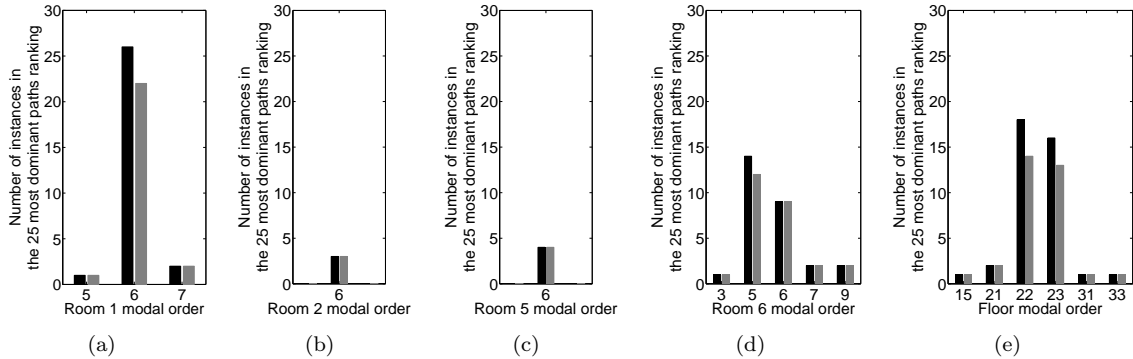 Number of instances in
the 25 most dominant paths ranking
30
25
20
15
10
5
0
5 6 7
Room 1 modal order
(a)
Number of instances in
the 25 most dominant paths ranking
30
25
20
15
10
5
0
6
Room 2 modal order
(b)
Number of instances in
the 25 most dominant paths ranking
30
25
20
15
10
5
0
6
Room 5 modal order
(c)
Number of instances in
the 25 most dominant paths ranking
30
25
20
15
10
5
0
3 5 6 7 9
Room 6 modal order
(d)
Number of instances in
the 25 most dominant paths ranking
30
25
20
15
10
5
0
15 21 22 23 31 33
Floor modal order
(e)